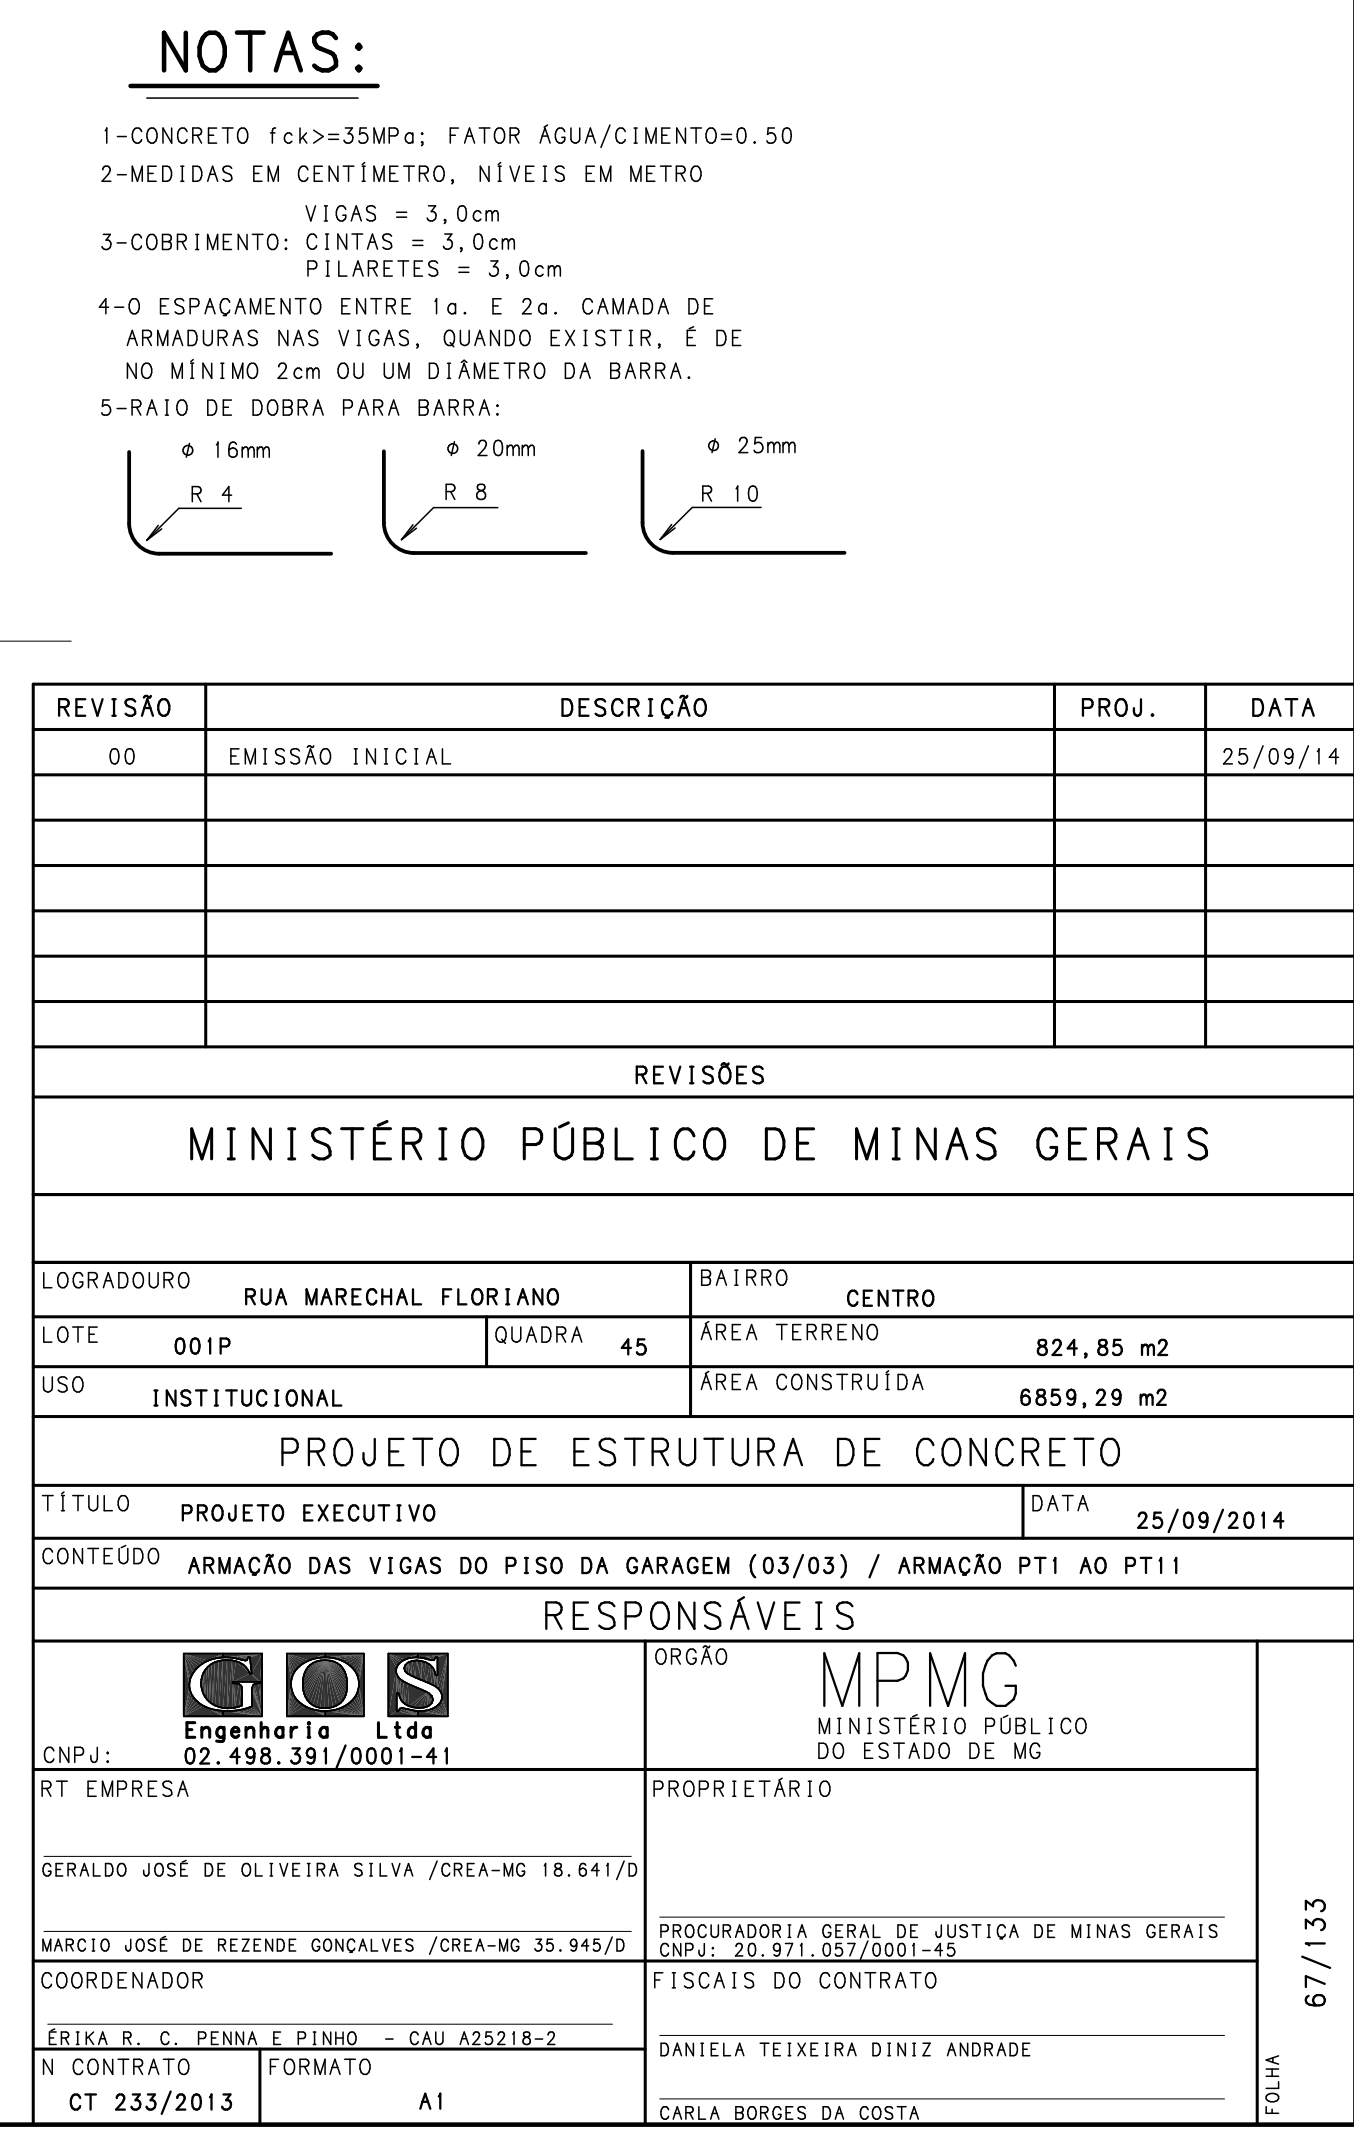 NOTAS:
1-CONCRETO fck>=35MPa; FATOR ÁGUA/CIMENTO=0.50
2-MEDIDAS EM CENTÍMETRO, NÍVEIS EM METRO
VIGAS = 3,0cm
3-COBRIMENTO: CINTAS = 3,0cm
PILARETES = 3,0cm
4-O ESPAÇAMENTO ENTRE 1a. E 2a. CAMADA DE
ARMADURAS NAS VIGAS, QUANDO EXISTIR, É DE
NO MÍNIMO 2cm OU UM DIÂMETRO DA BARRA.
5-RAIO DE DOBRA PARA BARRA:
ϕ 16mm ϕ 20mm ϕ 25mm
R 4 R 8 R 10
REVISÃO DESCRIÇÃO PROJ. DATA
00 EMISSÃO INICIAL 25/09/14
REVISÕES
MINISTÉRIO PÚBLICO DE MINAS GERAIS
LOGRADOURO RUA MARECHAL FLORIANO BAIRRO CENTRO
LOTE 001P QUADRA 45 ÁREA TERRENO 824,85 m2
USO INSTITUCIONAL ÁREA CONSTRUÍDA 6859,29 m2
PROJETO DE ESTRUTURA DE CONCRETO
TÍTULO PROJETO EXECUTIVO DATA 25/09/2014
CONTEÚDO ARMAÇÃO DAS VIGAS DO PISO DA GARAGEM (03/03) / ARMAÇÃO PT1 AO PT11
RESPONSÁVEIS
GOS
Engenharia Ltda
CNPJ: 02.498.391/0001-41
ORGÃO MPMG
MINISTÉRIO PÚBLICO
DO ESTADO DE MG
RT EMPRESA
GERALDO JOSÉ DE OLIVEIRA SILVA /CREA-MG 18.641/D
MARCIO JOSÉ DE REZENDE GONÇALVES /CREA-MG 35.945/D
PROPRIETÁRIO
PROCURADORIA GERAL DE JUSTIÇA DE MINAS GERAIS
CNPJ: 20.971.057/0001-45
COORDENADOR
ÉRIKA R. C. PENNA E PINHO - CAU A25218-2
FISCAIS DO CONTRATO
DANIELA TEIXEIRA DINIZ ANDRADE
CARLA BORGES DA COSTA
N CONTRATO FORMATO
CT 233/2013 A1
FOLHA 67/133